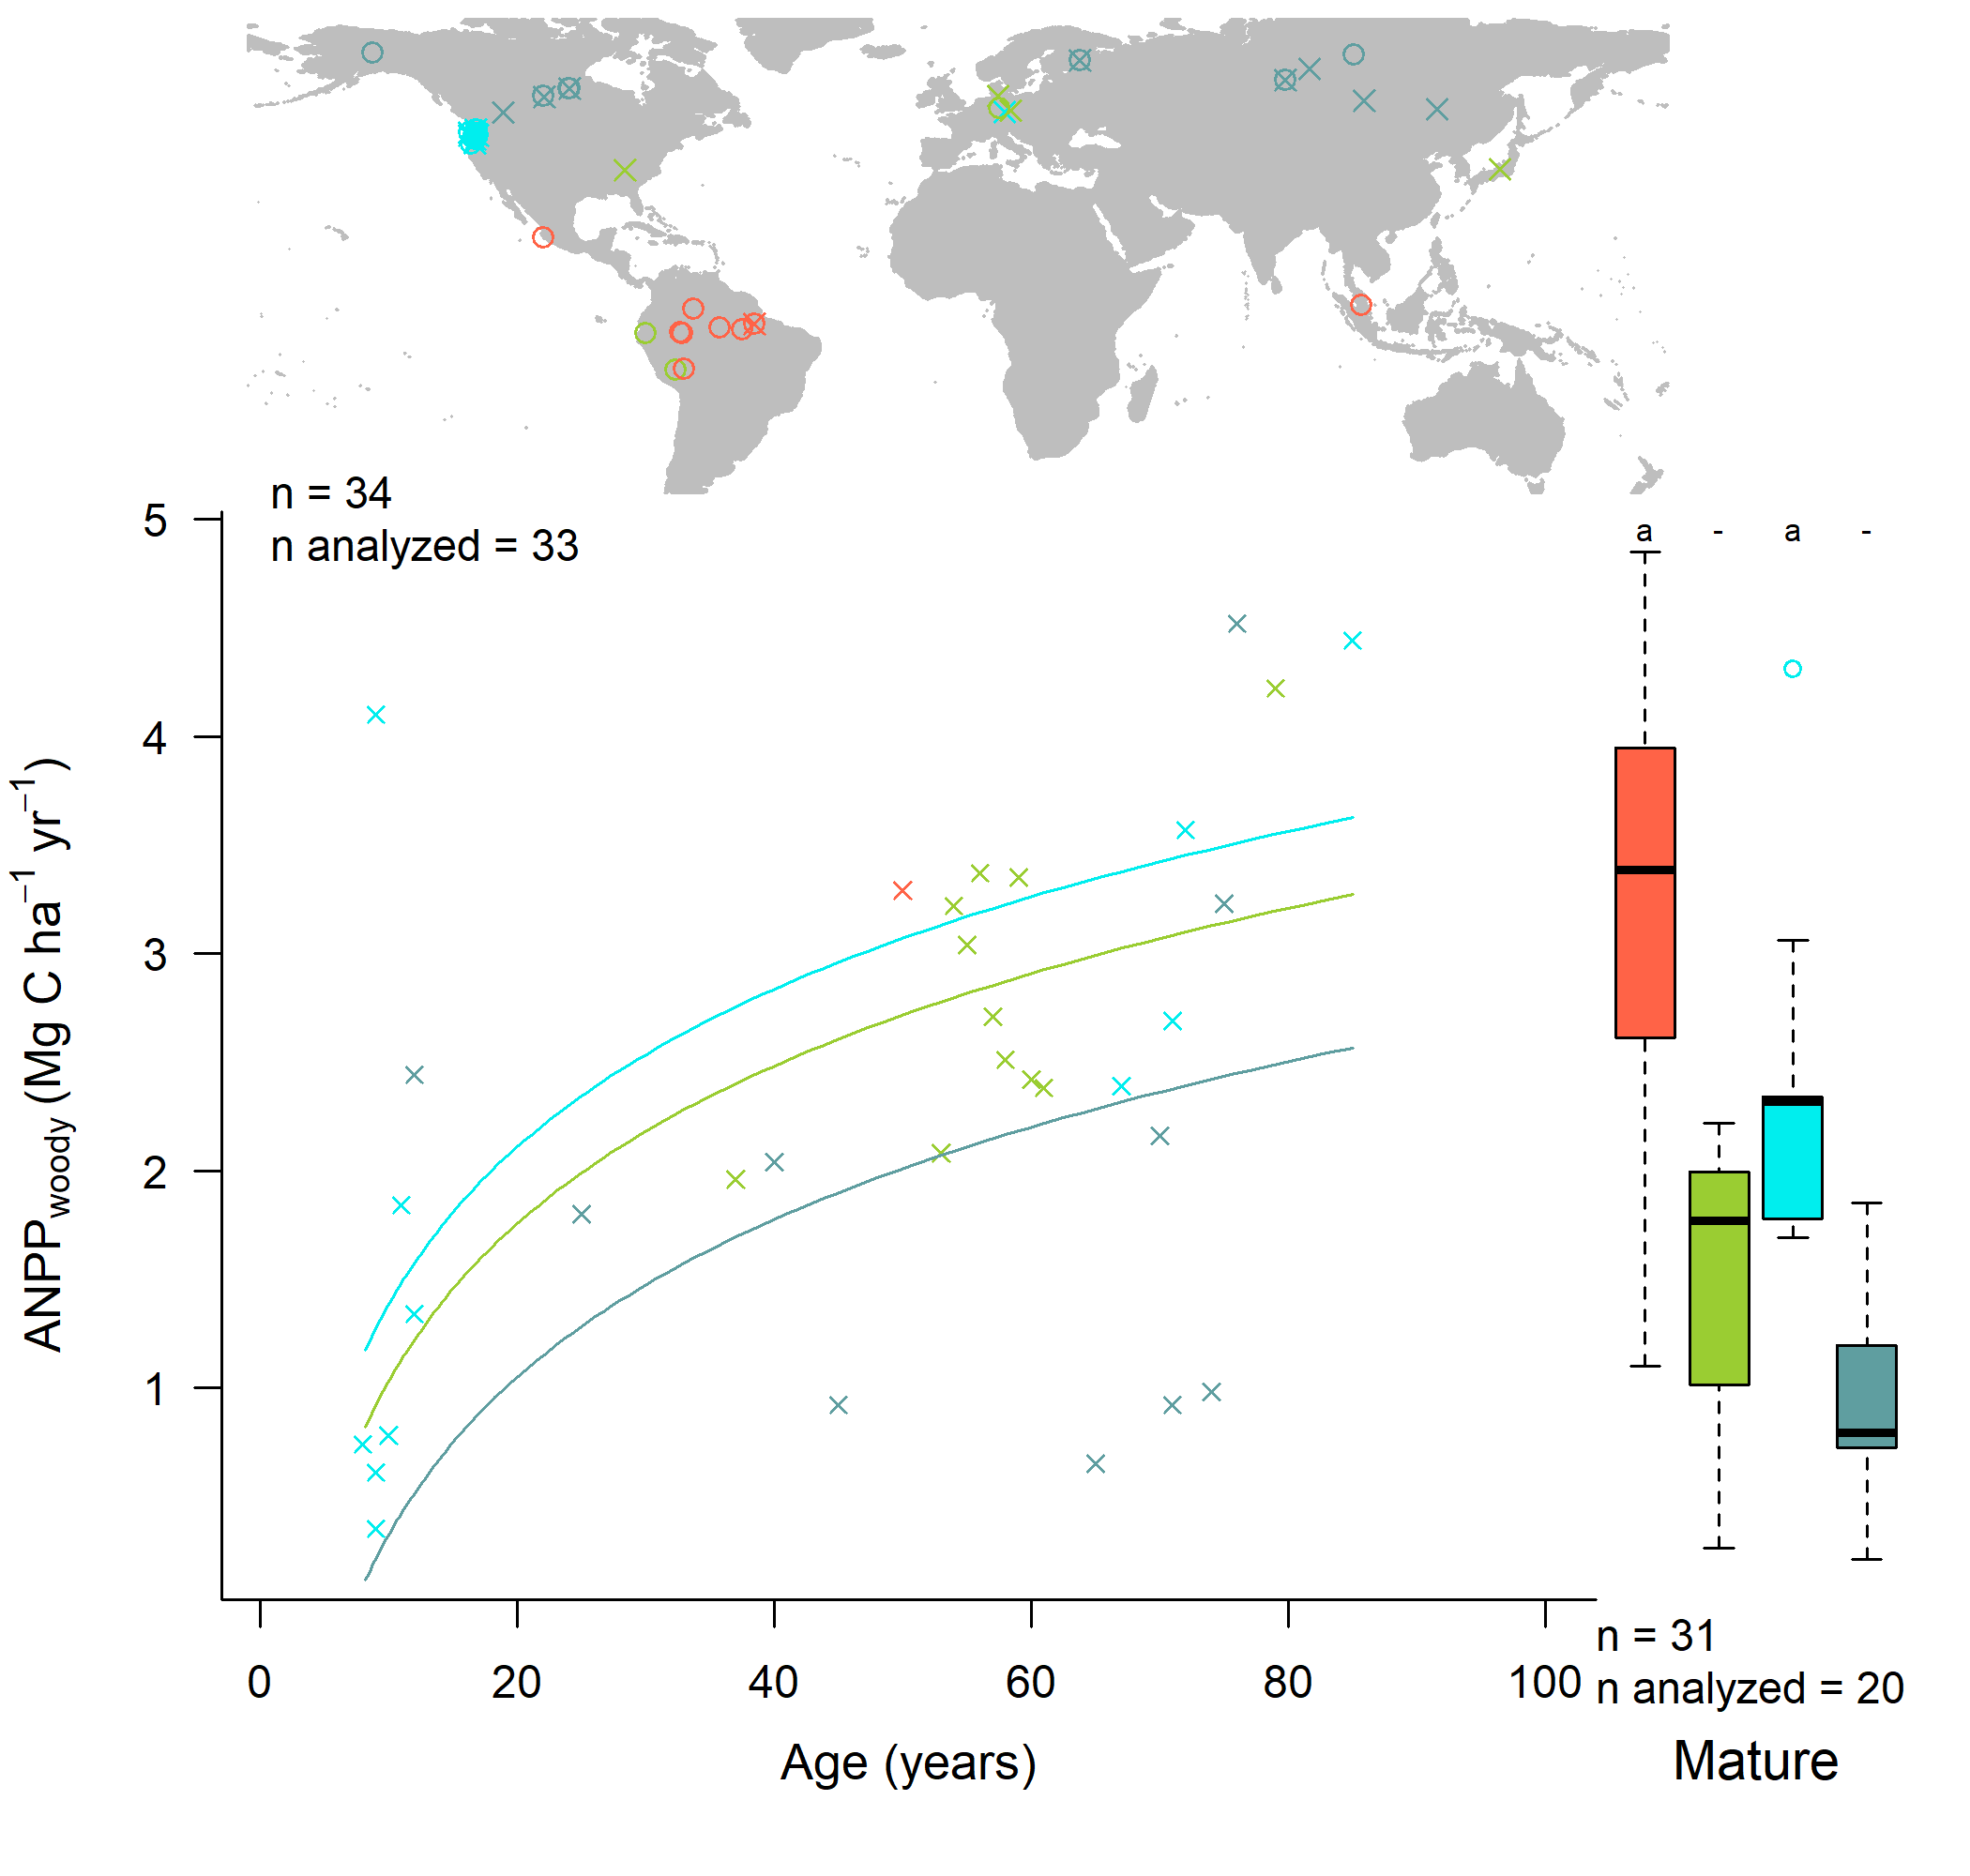 n = 34
n analyzed = 33
5
4
3
2
1
ANPPwoody (Mg C ha−1 yr−1)
a - a -
0 20 40 60 80 100
Age (years)
n = 31
n analyzed = 20
Mature